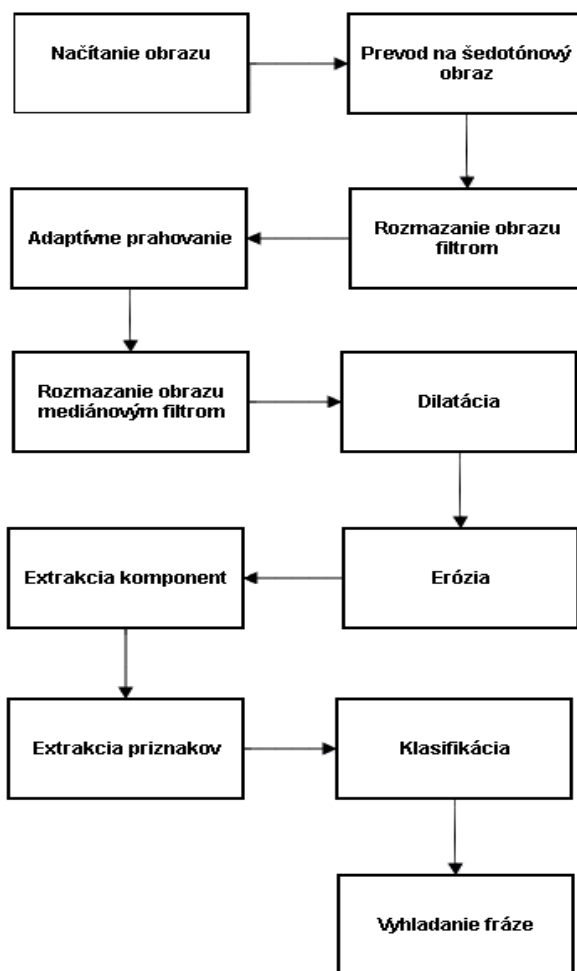 Načítanie obrazu
Prevod na šedotónový
obraz
Rozmazanie obrazu
filtrom
Adaptívne prahovanie
Rozmazanie obrazu
mediánovým filtrom
Dilatácia
Erózia
Extrakcia komponent
Extrakcia priznakov
Klasifikácia
Vyhladanie fráze